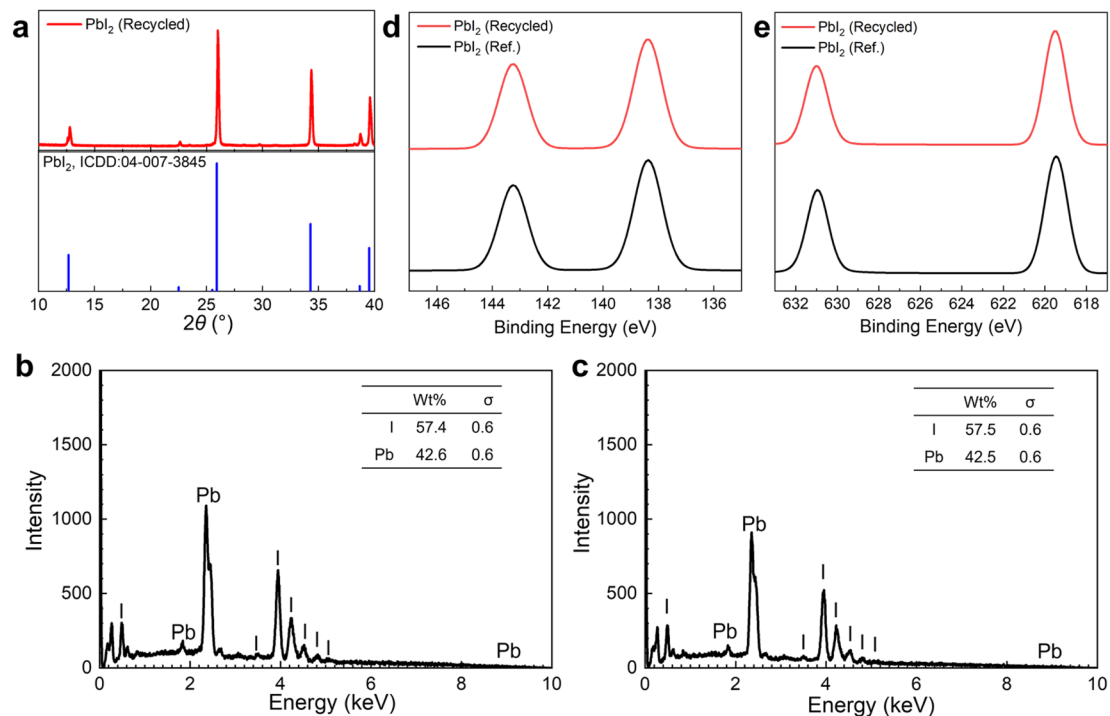 a
PbI₂ (Recycled)
PbI₂, ICDD:04-007-3845
10 15 20 25 30 35 40
2θ (°)
d
PbI₂ (Recycled)
PbI₂ (Ref.)
146 144 142 140 138 136
Binding Energy (eV)
e
PbI₂ (Recycled)
PbI₂ (Ref.)
632 630 628 626 624 622 620 618
Binding Energy (eV)
b
2000
1500
1000
500
0
Intensity
Wt% σ
I 57.4 0.6
Pb 42.6 0.6
Pb
I
I
I
Pb
I
I
I
I
Pb
0 2 4 6 8 10
Energy (keV)
c
2000
1500
1000
500
0
Intensity
Wt% σ
I 57.5 0.6
Pb 42.5 0.6
Pb
I
I
I
Pb
I
I
I
I
Pb
0 2 4 6 8 10
Energy (keV)